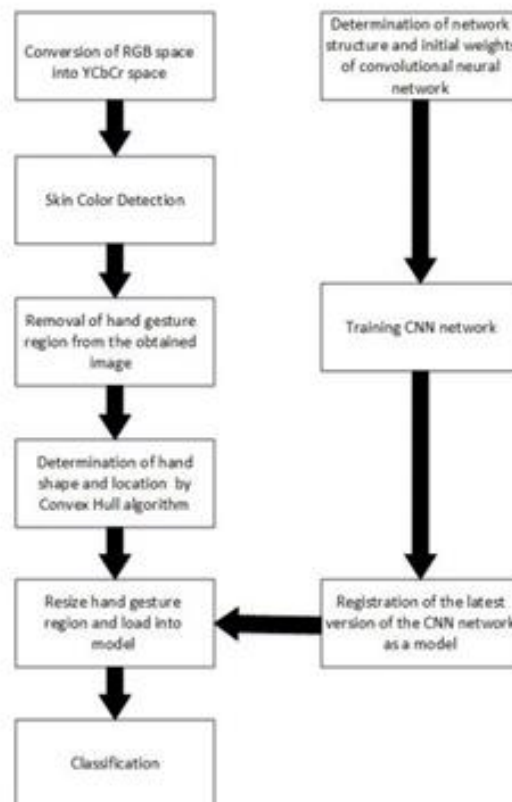 Conversion of RGB space
into YCbCr space
Skin Color Detection
Removal of hand gesture
region from the obtained
image
Determination of hand
shape and location by
Convex Hull algorithm
Resize hand gesture
region and load into
model
Classification
Determination of network
structure and initial weights
of convolutional neural
network
Training CNN network
Registration of the latest
version of the CNN network
as a model